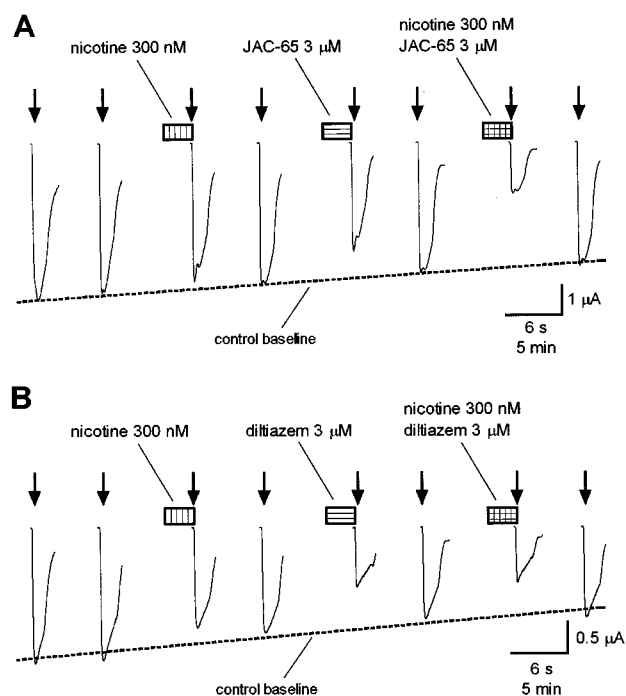 A
nicotine 300 nM
JAC-65 3 μM
nicotine 300 nM
JAC-65 3 μM
control baseline
1 μA
6 s
5 min
B
nicotine 300 nM
diltiazem 3 μM
nicotine 300 nM
diltiazem 3 μM
control baseline
0.5 μA
6 s
5 min